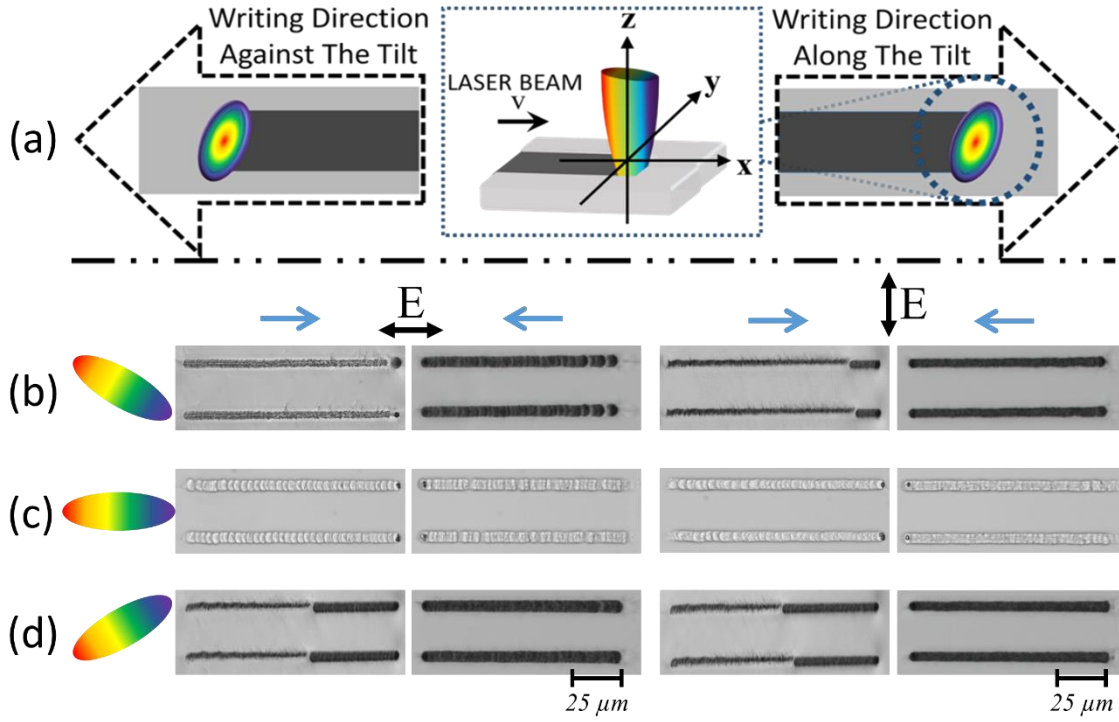 Writing Direction
Against The Tilt
LASER BEAM
v
z
y
x
Writing Direction
Along The Tilt
(a)
E
E
(b)
(c)
(d)
25 μm
25 μm